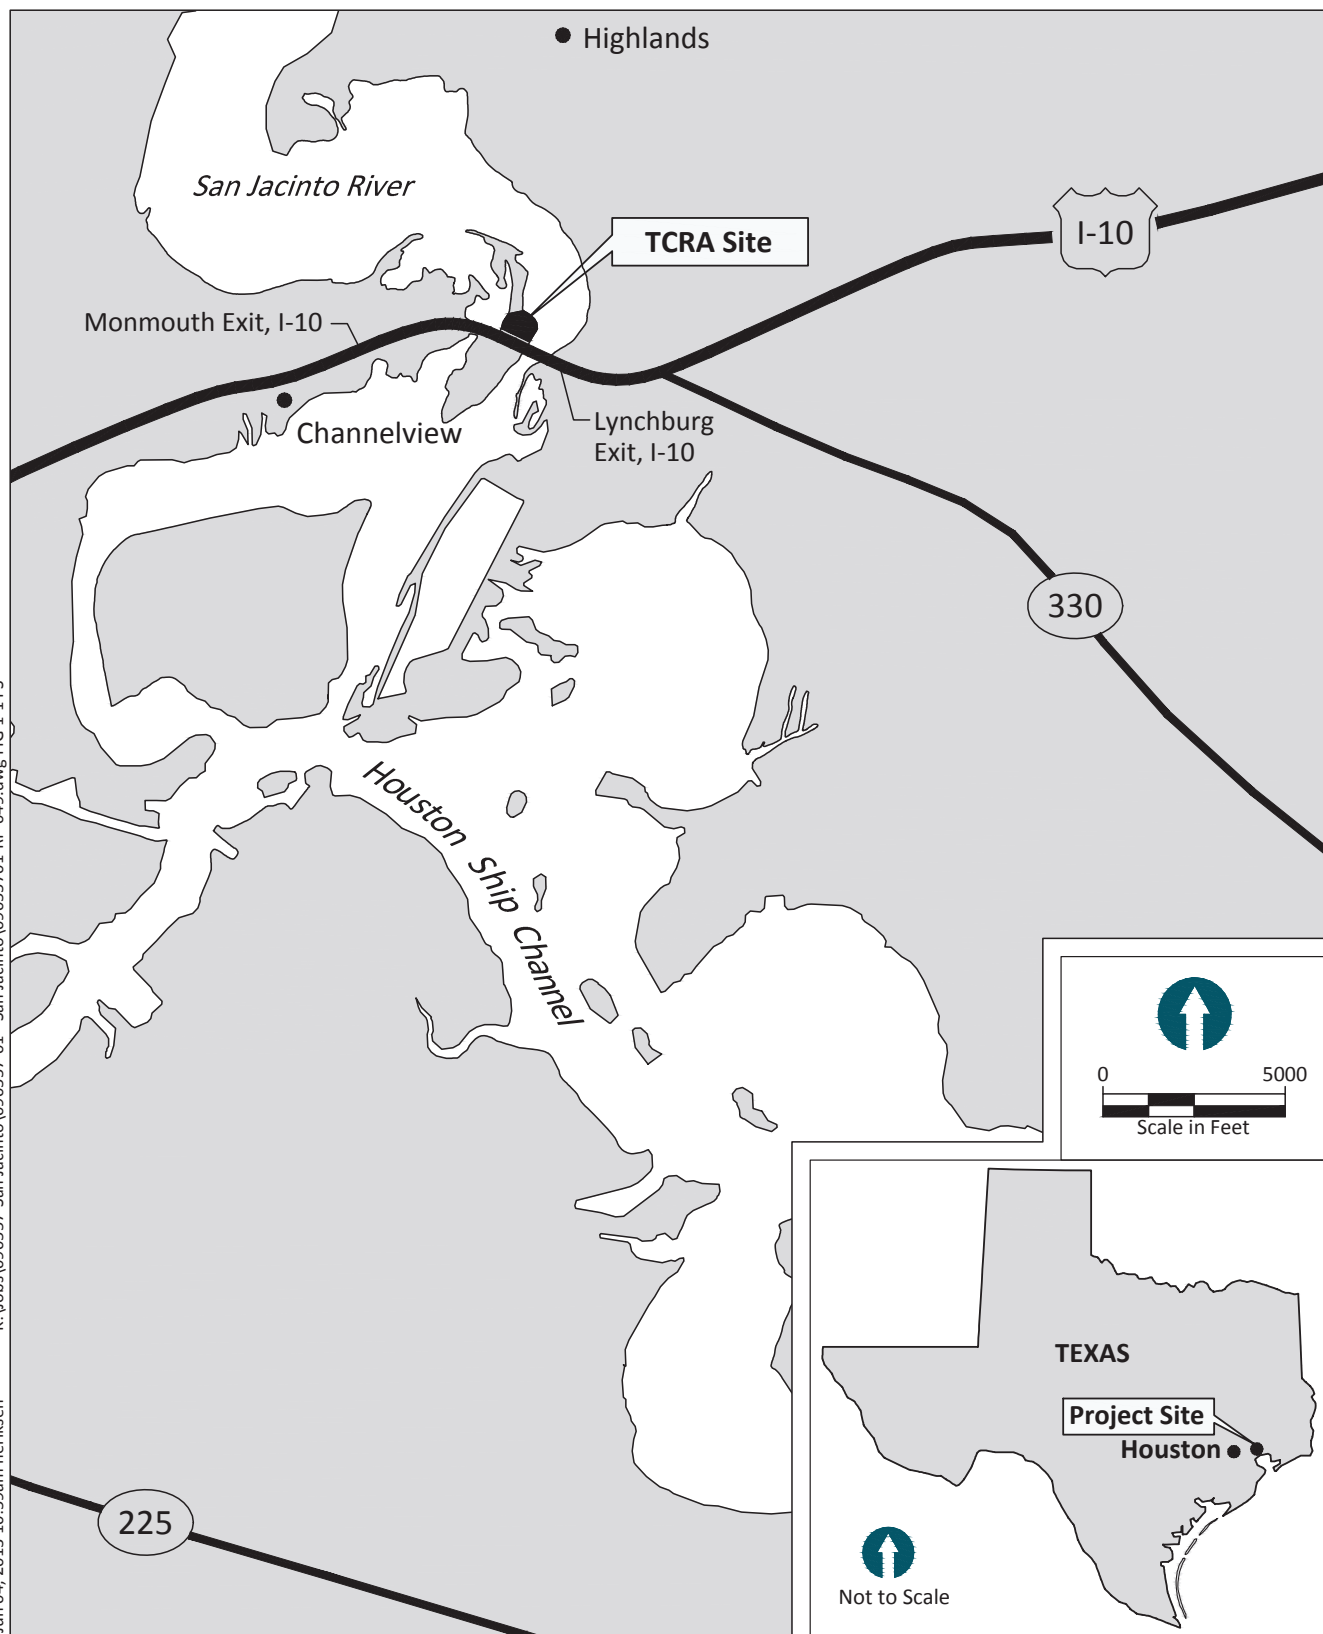 Highlands
San Jacinto River
TCRA Site
I-10
Monmouth Exit, I-10
Lynchburg
Exit, I-10
Channelview
330
Houston Ship Channel
0 5000
Scale in Feet
TEXAS
Project Site
Houston
225
Not to Scale